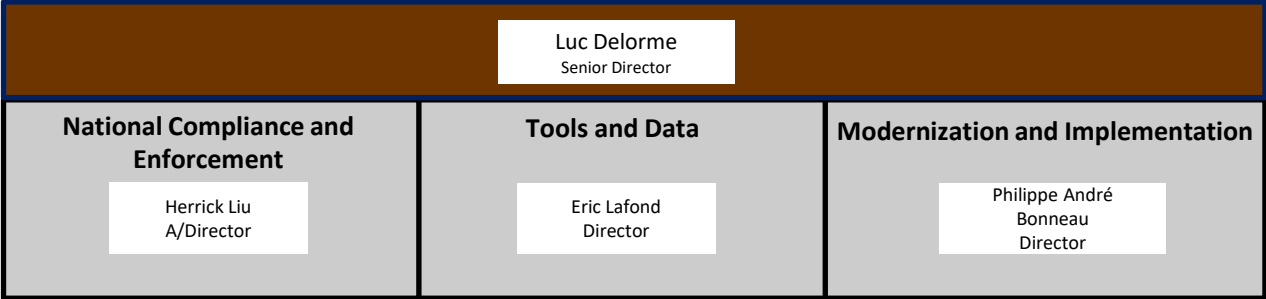 Luc Delorme
Senior Director
National Compliance and
Enforcement
Herrick Liu
A/Director
Tools and Data
Eric Lafond
Director
Modernization and Implementation
Philippe André
Bonneau
Director